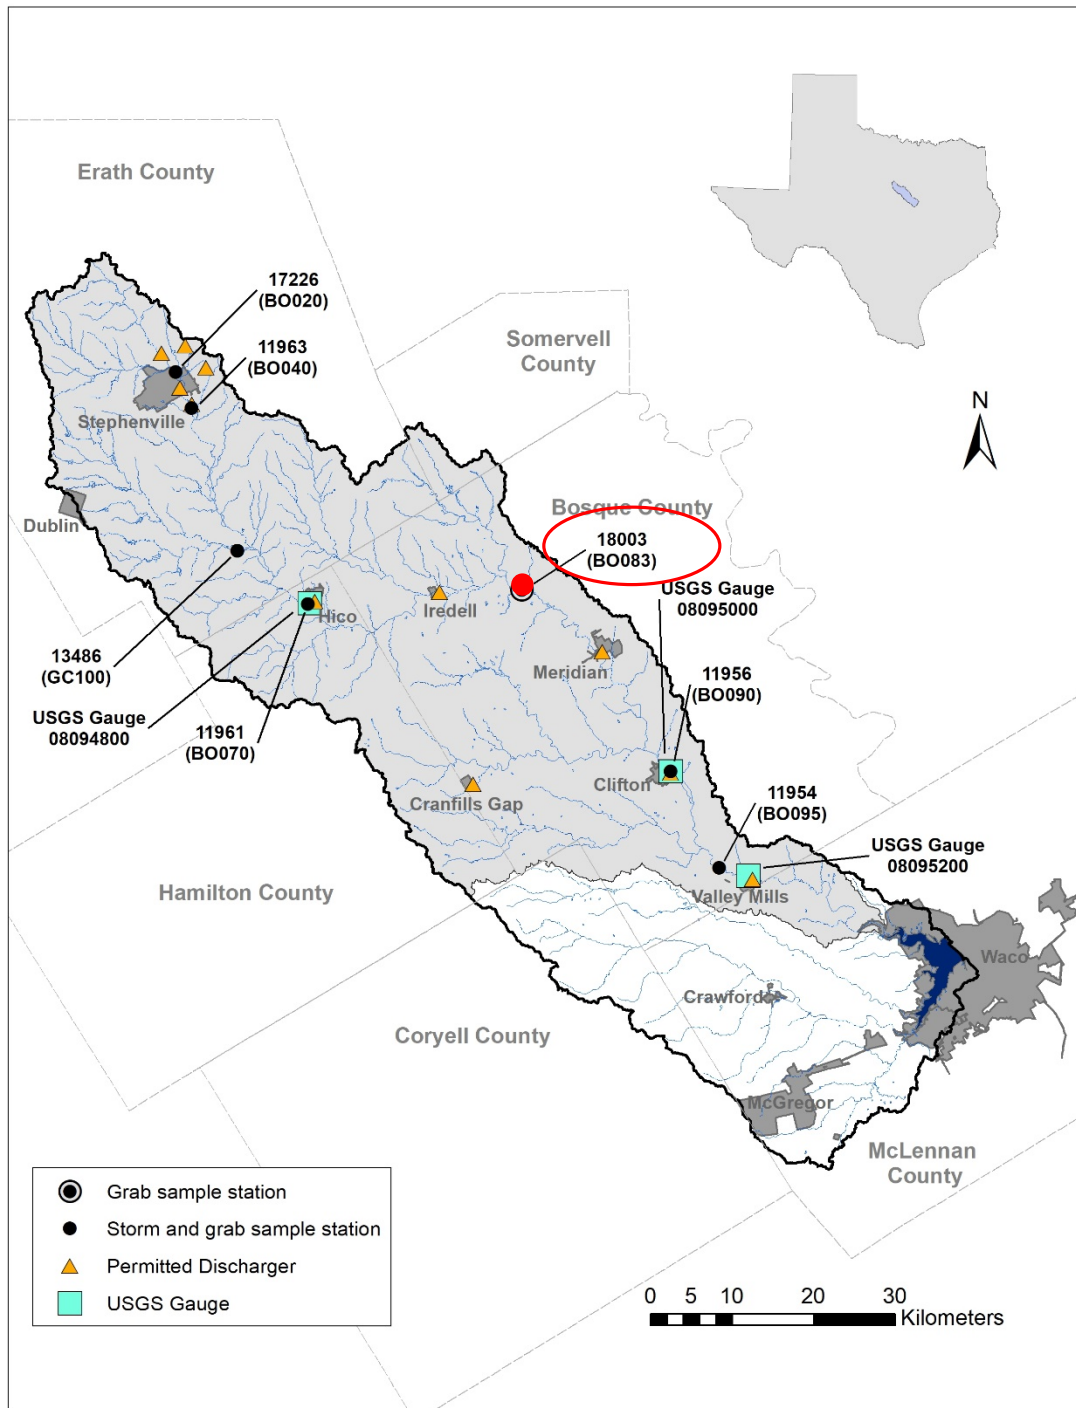 Erath County
17226
(BO020)
Somervell
County
11963
(BO040)
Stephenville
N
Dublin
Bosque County
18003
(BO083)
USGS Gauge
08095000
Iredell
Hico
13486
(GC100)
Meridian
11956
(BO090)
USGS Gauge
08094800
11961
(BO070)
Clifton
Cranfills Gap
11954
(BO095)
USGS Gauge
08095200
Hamilton County
Valley Mills
Waco
Crawford
Coryell County
McGregor
McLennan
County
Grab sample station
Storm and grab sample station
Permitted Discharger
USGS Gauge
0 5 10 20 30
Kilometers